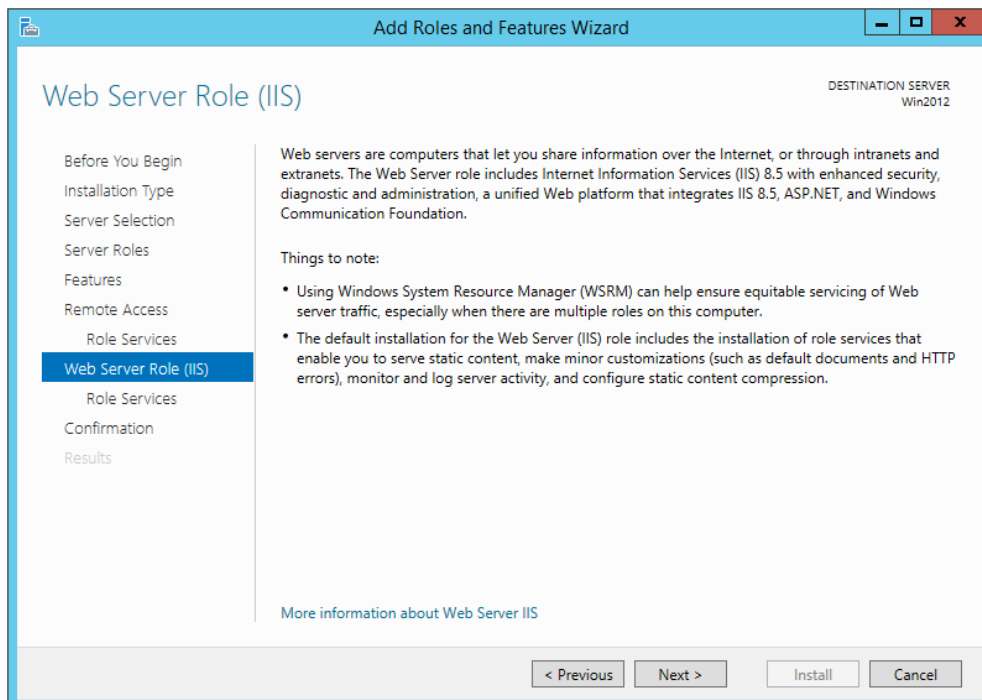 Add Roles and Features Wizard
Web Server Role (IIS)
DESTINATION SERVER
Win2012
Before You Begin
Installation Type
Server Selection
Server Roles
Features
Remote Access
Role Services
Web Server Role (IIS)
Role Services
Confirmation
Results
Web servers are computers that let you share information over the Internet, or through intranets and
extranets. The Web Server role includes Internet Information Services (IIS) 8.5 with enhanced security,
diagnostic and administration, a unified Web platform that integrates IIS 8.5, ASP.NET, and Windows
Communication Foundation.
Things to note:
• Using Windows System Resource Manager (WSRM) can help ensure equitable servicing of Web
server traffic, especially when there are multiple roles on this computer.
• The default installation for the Web Server (IIS) role includes the installation of role services that
enable you to serve static content, make minor customizations (such as default documents and HTTP
errors), monitor and log server activity, and configure static content compression.
More information about Web Server IIS
< Previous
Next >
Install
Cancel